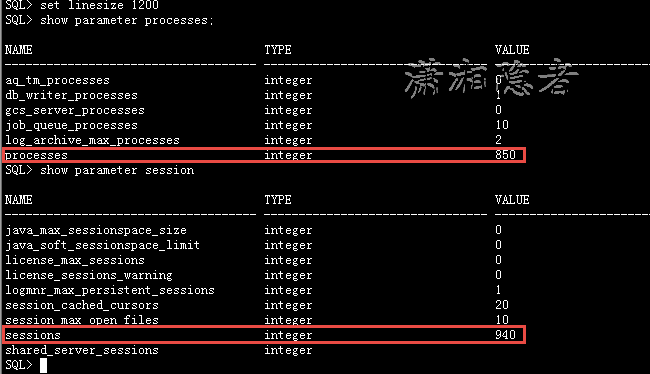 SQL> set linesize 1200
SQL> show parameter processes;
NAME TYPE VALUE
aq_tm_processes integer 0
db_writer_processes integer 1
gcs_server_processes integer 0
job_queue_processes integer 10
log_archive_max_processes integer 2
processes integer 850
SQL> show parameter session
NAME TYPE VALUE
java_max_sessionspace_size integer 0
java_soft_sessionspace_limit integer 0
license_max_sessions integer 0
license_sessions_warning integer 0
logmnr_max_persistent_sessions integer 1
session_cached_cursors integer 20
session_max_open_files integer 10
sessions integer 940
shared_server_sessions integer
SQL>
潇湘隐者